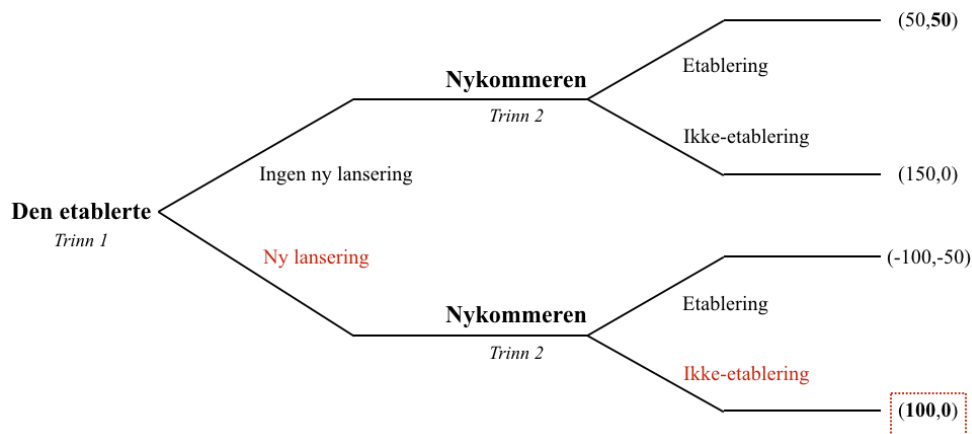 (50,50)
Etablering
Nykommeren
Trinn 2
Ikke-etablering
Ingen ny lansering
(150,0)
Den etablerte
Trinn 1
Ny lansering
(-100,-50)
Etablering
Nykommeren
Trinn 2
Ikke-etablering
(100,0)